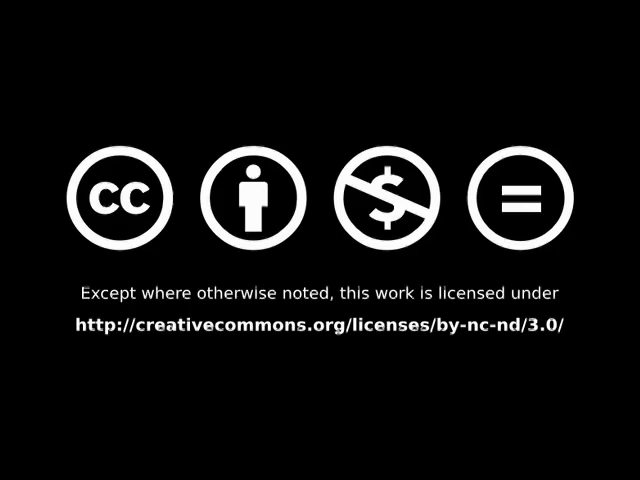 cc
$
=
Except where otherwise noted, this work is licensed under
http://creativecommons.org/licenses/by-nc-nd/3.0/